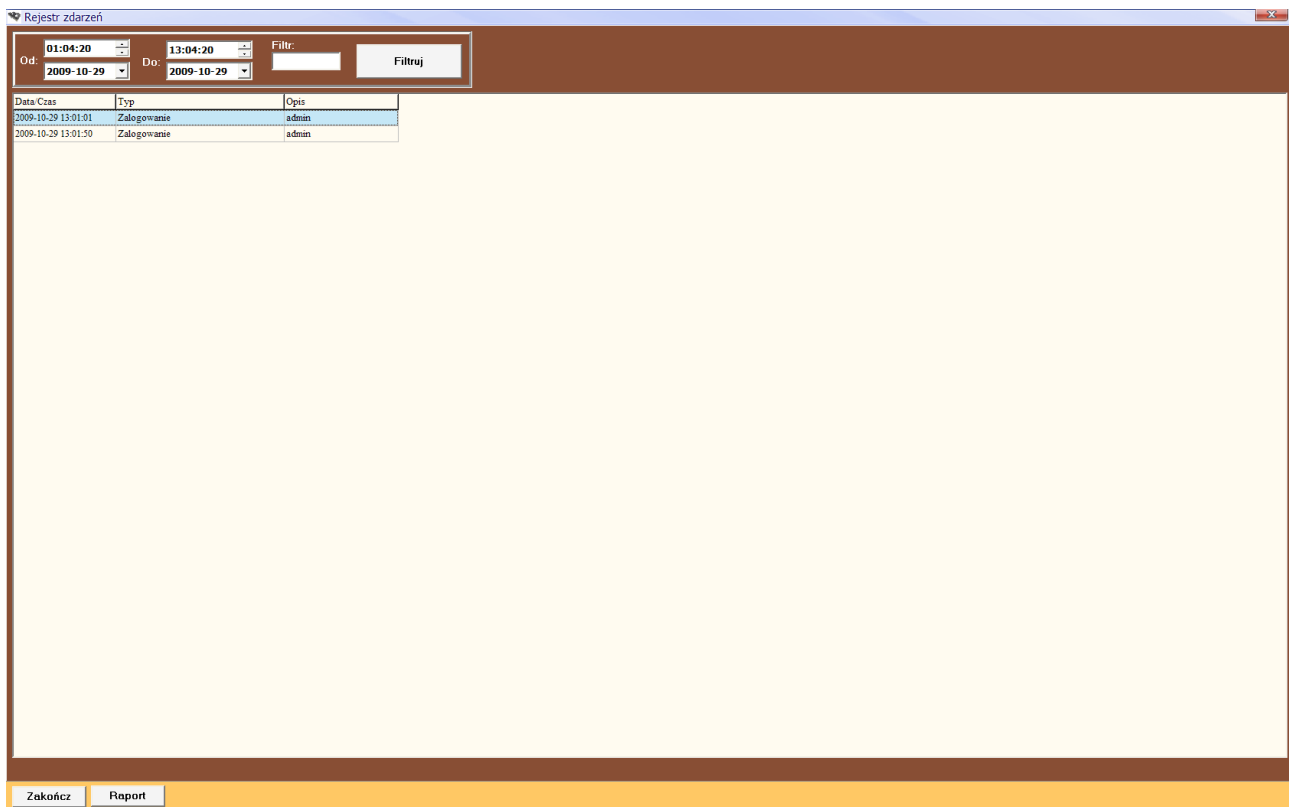 Rejestr zdarzeń
Od: 01:04:20 Do: 13:04:20 Filtr:
2009-10-29 2009-10-29 Filtruj
Data/Czas Typ Opis
2009-10-29 13:01:01 Zalogowanie admin
2009-10-29 13:01:50 Zalogowanie admin
Zakończ Raport